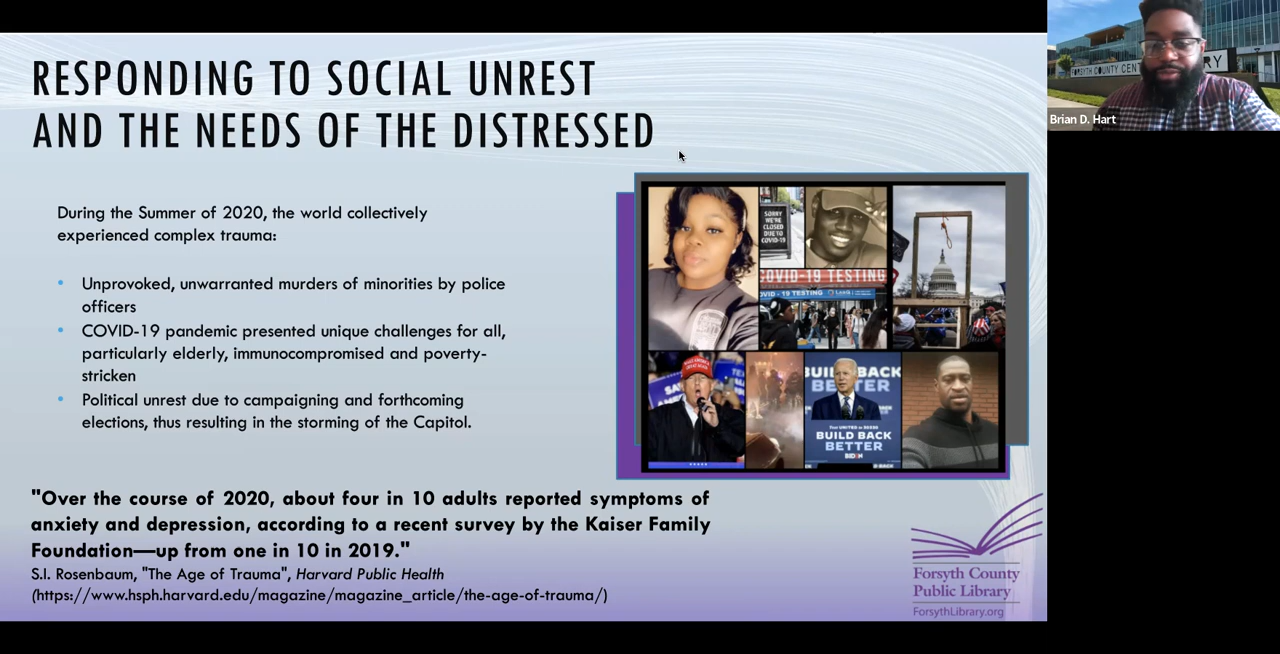 RESPONDING TO SOCIAL UNREST
AND THE NEEDS OF THE DISTRESSED
During the Summer of 2020, the world collectively
experienced complex trauma:
• Unprovoked, unwarranted murders of minorities by police
officers
• COVID-19 pandemic presented unique challenges for all,
particularly elderly, immunocompromised and poverty-
stricken
• Political unrest due to campaigning and forthcoming
elections, thus resulting in the storming of the Capitol.
"Over the course of 2020, about four in 10 adults reported symptoms of
anxiety and depression, according to a recent survey by the Kaiser Family
Foundation—up from one in 10 in 2019."
S.I. Rosenbaum, "The Age of Trauma", Harvard Public Health
(https://www.hsph.harvard.edu/magazine/magazine_article/the-age-of-trauma/)
SORRY
WE'RE
CLOSED
DUE TO
COVID-19
COVID-19 TESTING
OVID-19 TESTING
BUILD BACK
BETTER
BUILD BACK
BETTER
Forsyth County
Public Library
ForsythLibrary.org
FORSYTH COUNTY CENT
RY
Brian D. Hart